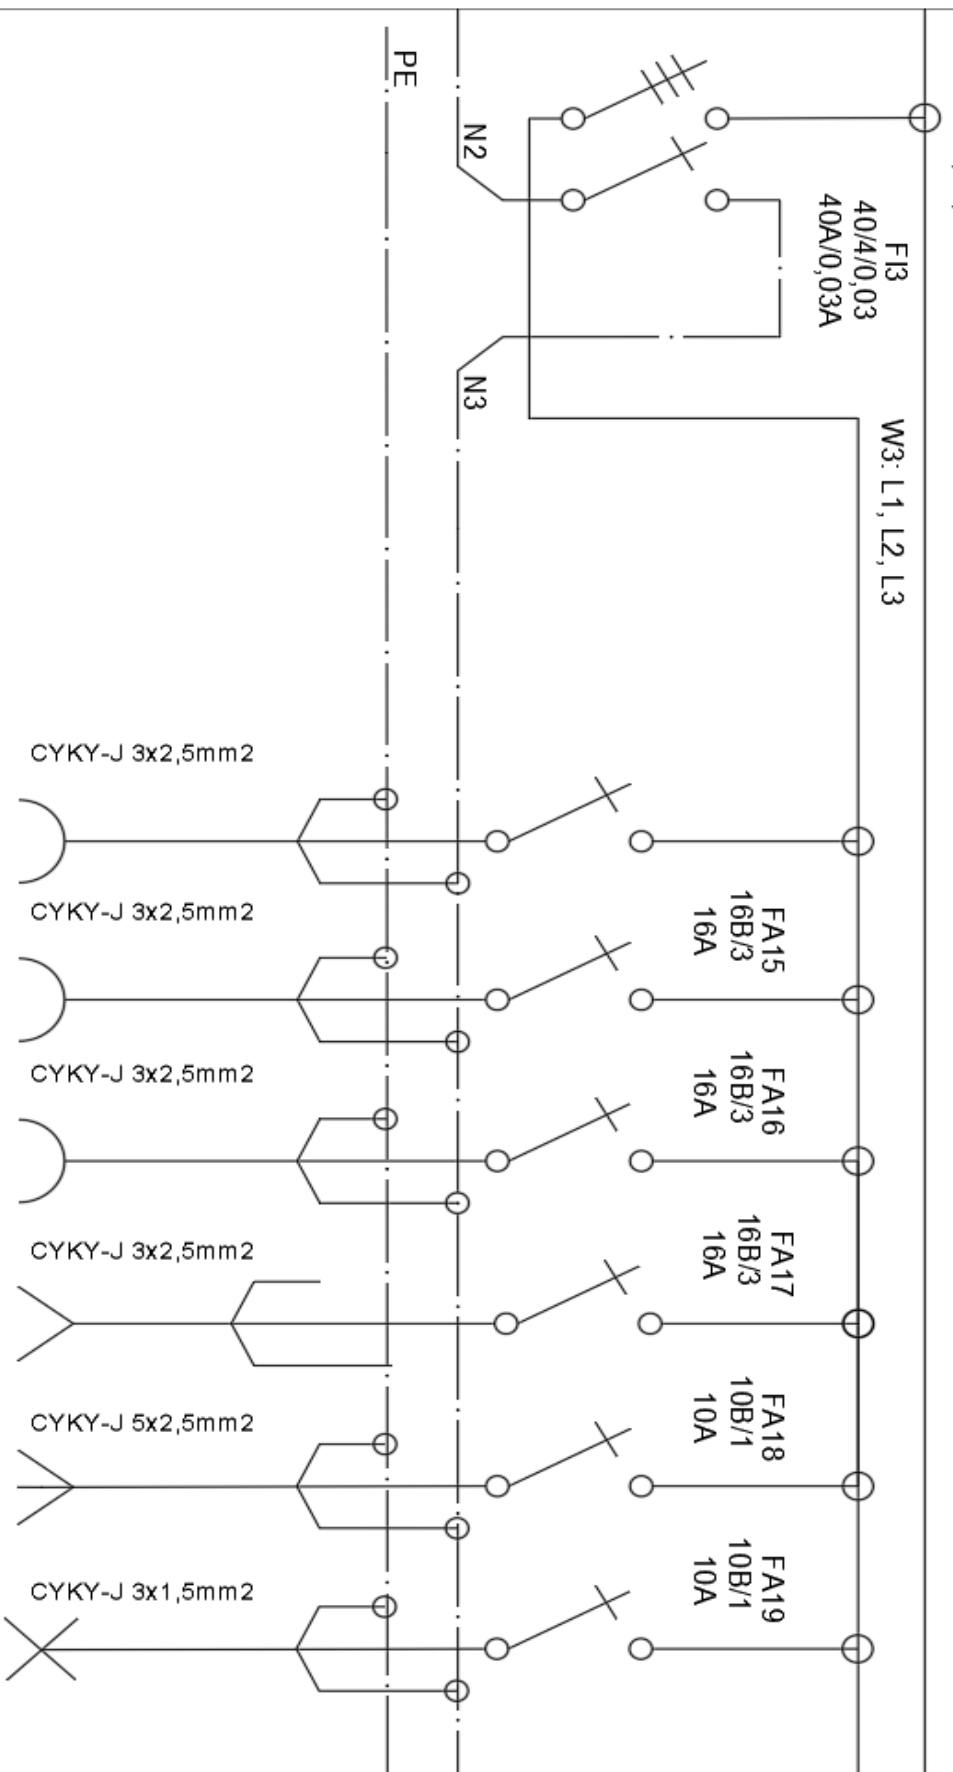 PE
N2
FI3
40/4/0,03
40A/0,03A
N3
W3: L1, L2, L3
CYKY-J 3x2,5mm2
CYKY-J 3x2,5mm2
FA15
16B/3
16A
CYKY-J 3x2,5mm2
FA16
16B/3
16A
CYKY-J 3x2,5mm2
FA17
16B/3
16A
CYKY-J 5x2,5mm2
FA18
10B/1
10A
CYKY-J 3x1,5mm2
FA19
10B/1
10A